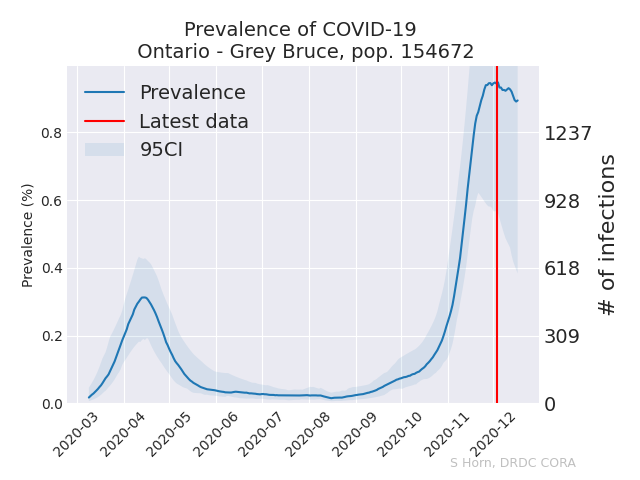 Prevalence of COVID-19
Ontario - Grey Bruce, pop. 154672
Prevalence
Latest data
95CI
Prevalence (%)
0.8
0.6
0.4
0.2
0.0
1237
928
618
309
0
# of infections
2020-03
2020-04
2020-05
2020-06
2020-07
2020-08
2020-09
2020-10
2020-11
2020-12
S Horn, DRDC CORA